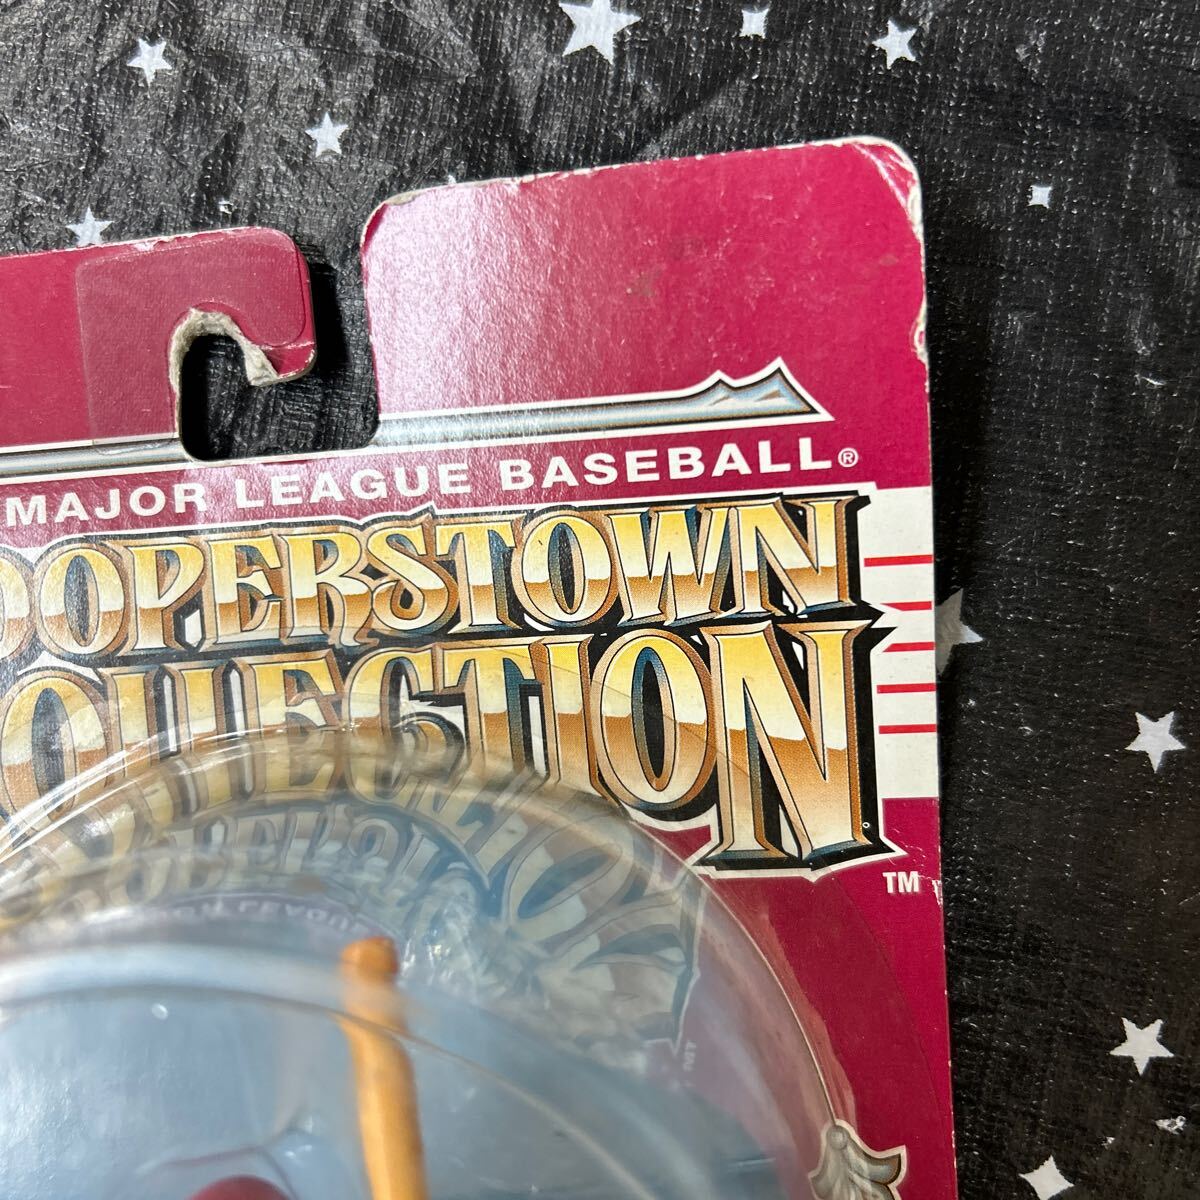 MAJOR LEAGUE BASEBALL®
OOPERSTOWN
OLLECTION
TM